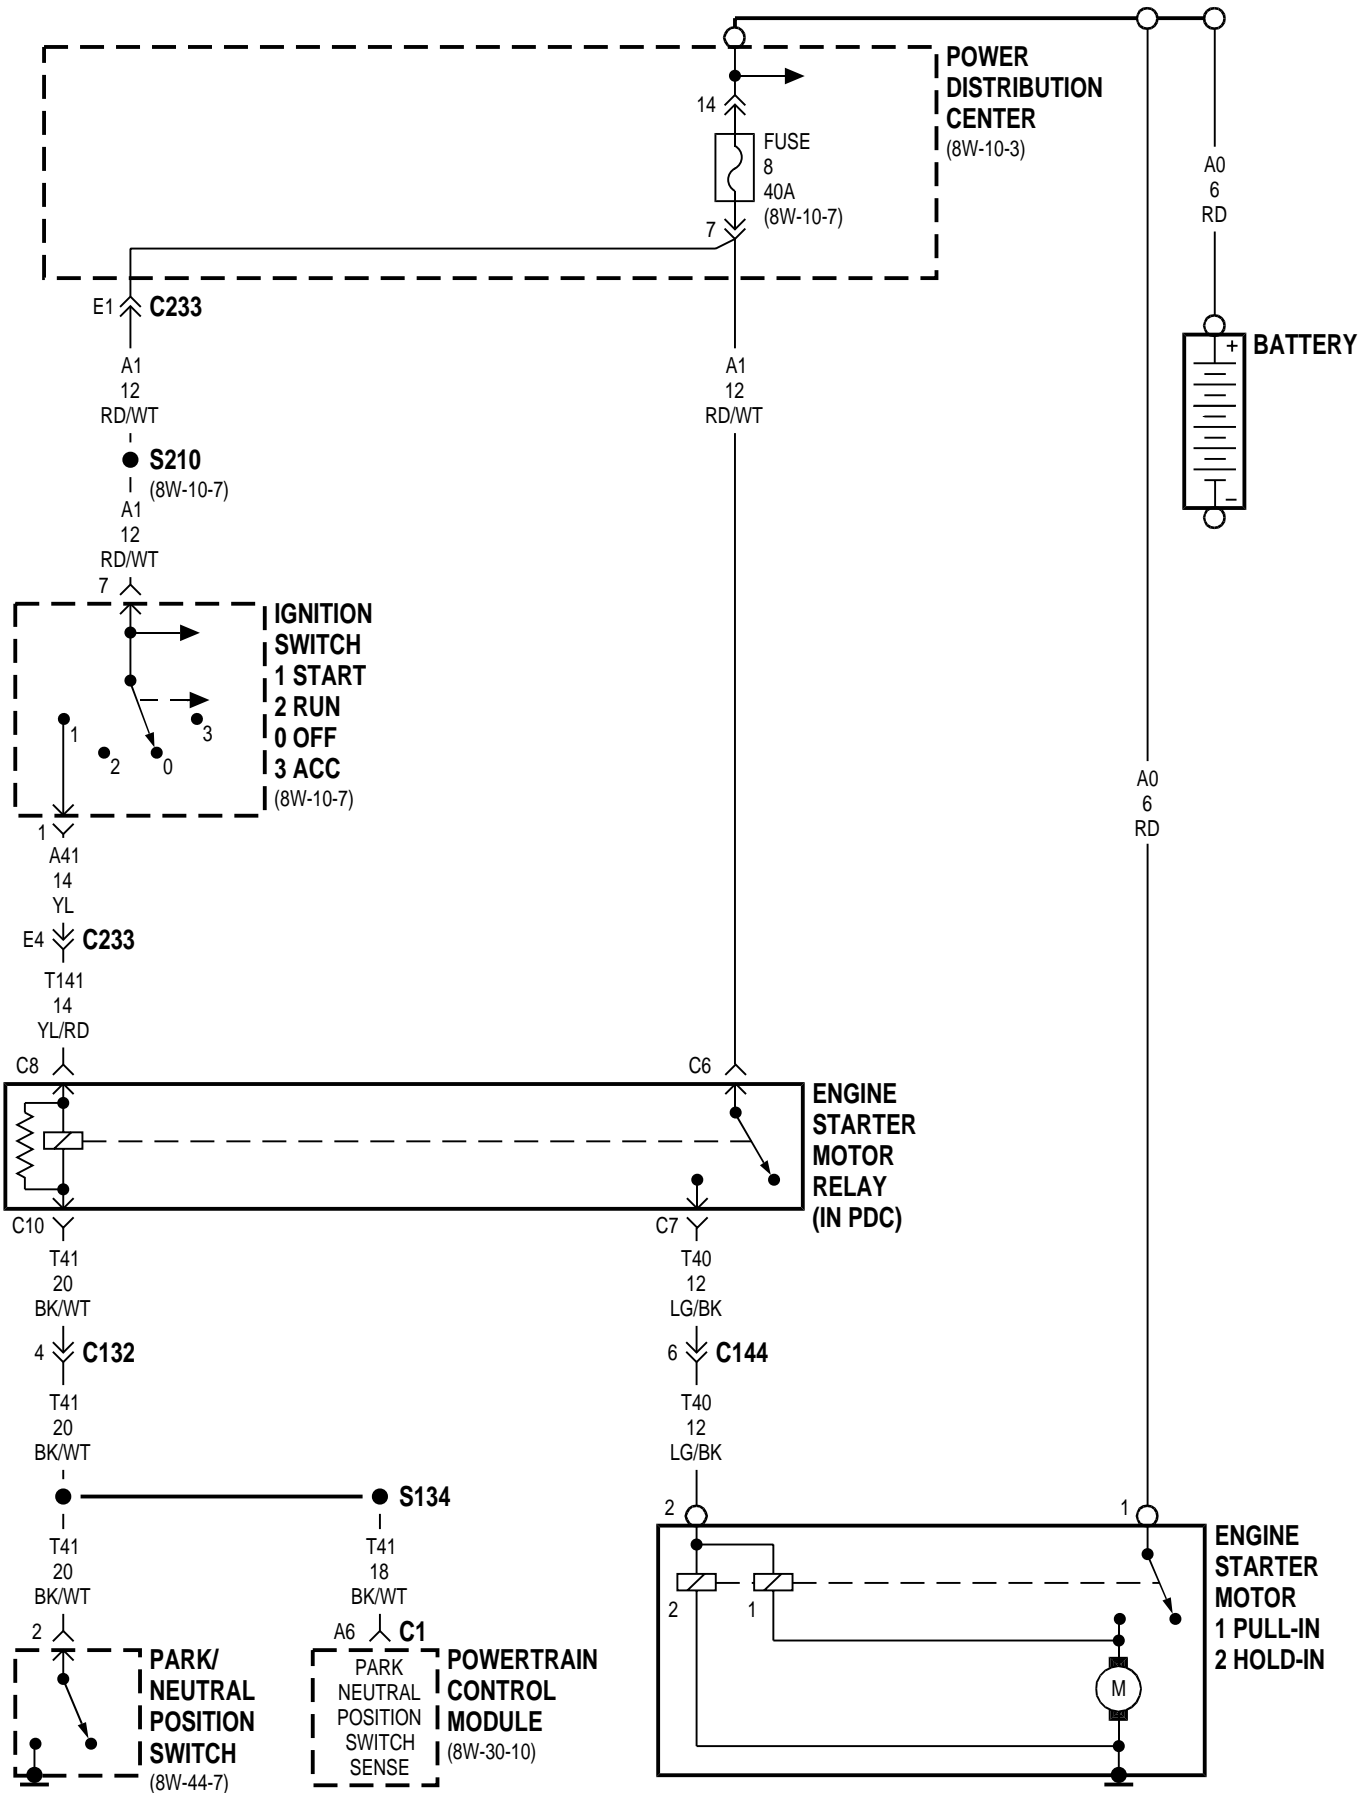 POWER
DISTRIBUTION
CENTER
(8W-10-3)
14
FUSE
8
40A
(8W-10-7)
7
A0
6
RD
E1
C233
BATTERY
+
−
A1
12
RD/WT
A1
12
RD/WT
S210
(8W-10-7)
A1
12
RD/WT
7
IGNITION
SWITCH
1 START
2 RUN
0 OFF
3 ACC
(8W-10-7)
1
2
0
3
A0
6
RD
1
A41
14
YL
E4
C233
T141
14
YL/RD
C8
C6
ENGINE
STARTER
MOTOR
RELAY
(IN PDC)
C10
C7
T41
20
BK/WT
T40
12
LG/BK
4
C132
6
C144
T41
20
BK/WT
T40
12
LG/BK
S134
2
1
T41
20
BK/WT
T41
18
BK/WT
ENGINE
STARTER
MOTOR
1 PULL-IN
2 HOLD-IN
2
1
M
2
A6
C1
PARK/
NEUTRAL
POSITION
SWITCH
(8W-44-7)
PARK
NEUTRAL
POSITION
SWITCH
SENSE
POWERTRAIN
CONTROL
MODULE
(8W-30-10)